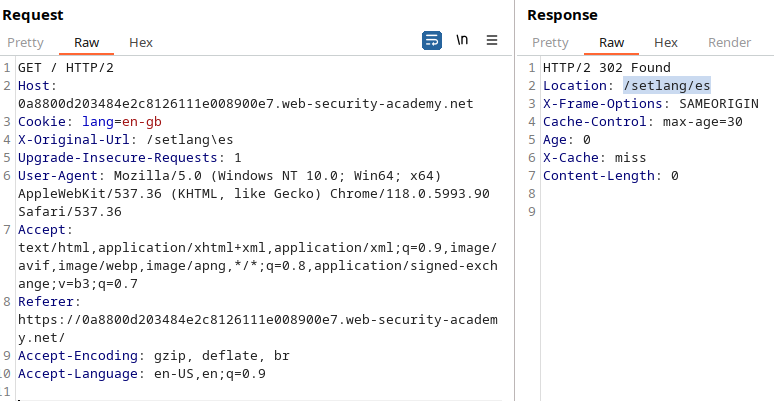 Request
Pretty Raw Hex
\n
1 GET / HTTP/2
2 Host:
0a8800d203484e2c8126111e008900e7.web-security-academy.net
3 Cookie: lang=en-gb
4 X-Original-Url: /setlang\es
5 Upgrade-Insecure-Requests: 1
6 User-Agent: Mozilla/5.0 (Windows NT 10.0; Win64; x64)
AppleWebKit/537.36 (KHTML, like Gecko) Chrome/118.0.5993.90
Safari/537.36
7 Accept:
text/html,application/xhtml+xml,application/xml;q=0.9,image/
avif,image/webp,image/apng,*/*;q=0.8,application/signed-exch
ange;v=b3;q=0.7
8 Referer:
https://0a8800d203484e2c8126111e008900e7.web-security-academ
y.net/
9 Accept-Encoding: gzip, deflate, br
10 Accept-Language: en-US,en;q=0.9
11
Response
Pretty Raw Hex Render
1 HTTP/2 302 Found
2 Location: /setlang/es
3 X-Frame-Options: SAMEORIGIN
4 Cache-Control: max-age=30
5 Age: 0
6 X-Cache: miss
7 Content-Length: 0
8
9